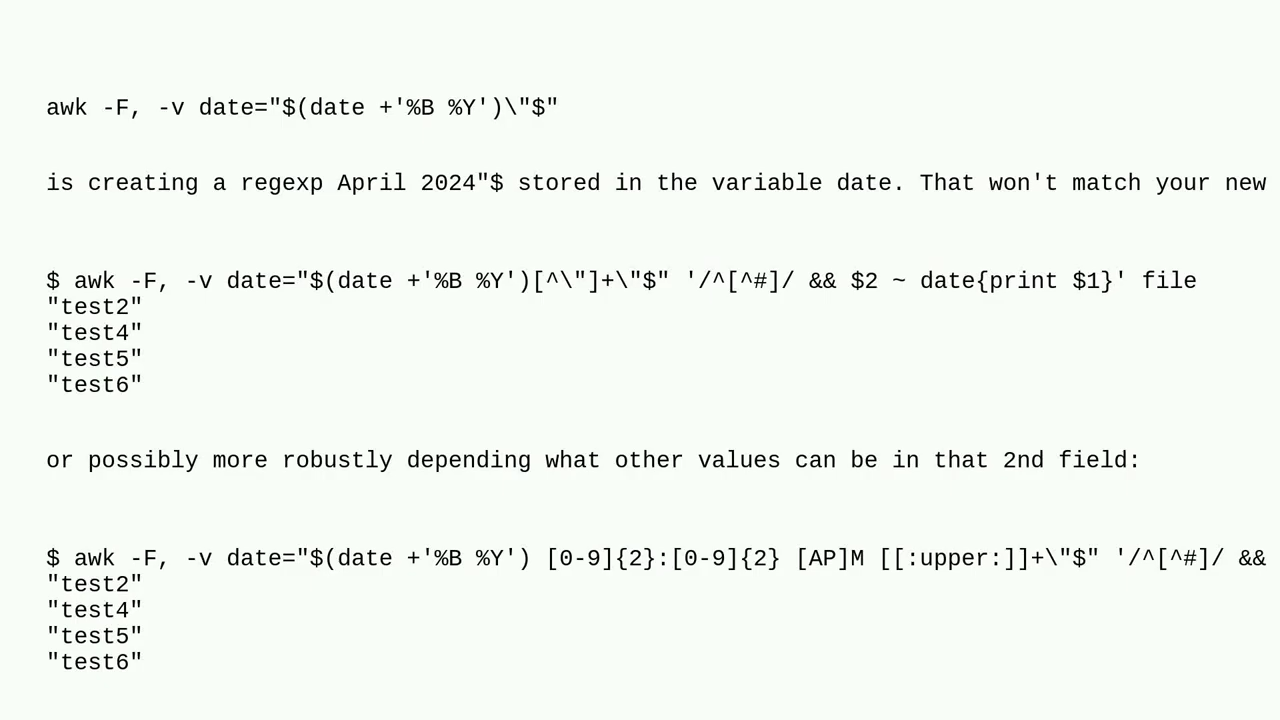 awk -F, -v date="$(date +'%B %Y')\"$"
is creating a regexp April 2024"$ stored in the variable date. That won't match your new
$ awk -F, -v date="$(date +'%B %Y')[^\"]+\"$" '/^[^#]/ && $2 ~ date{print $1}' file
"test2"
"test4"
"test5"
"test6"
or possibly more robustly depending what other values can be in that 2nd field:
$ awk -F, -v date="$(date +'%B %Y') [0-9]{2}:[0-9]{2} [AP]M [[:upper:]]+\"$" '/^[^#]/ &&
"test2"
"test4"
"test5"
"test6"